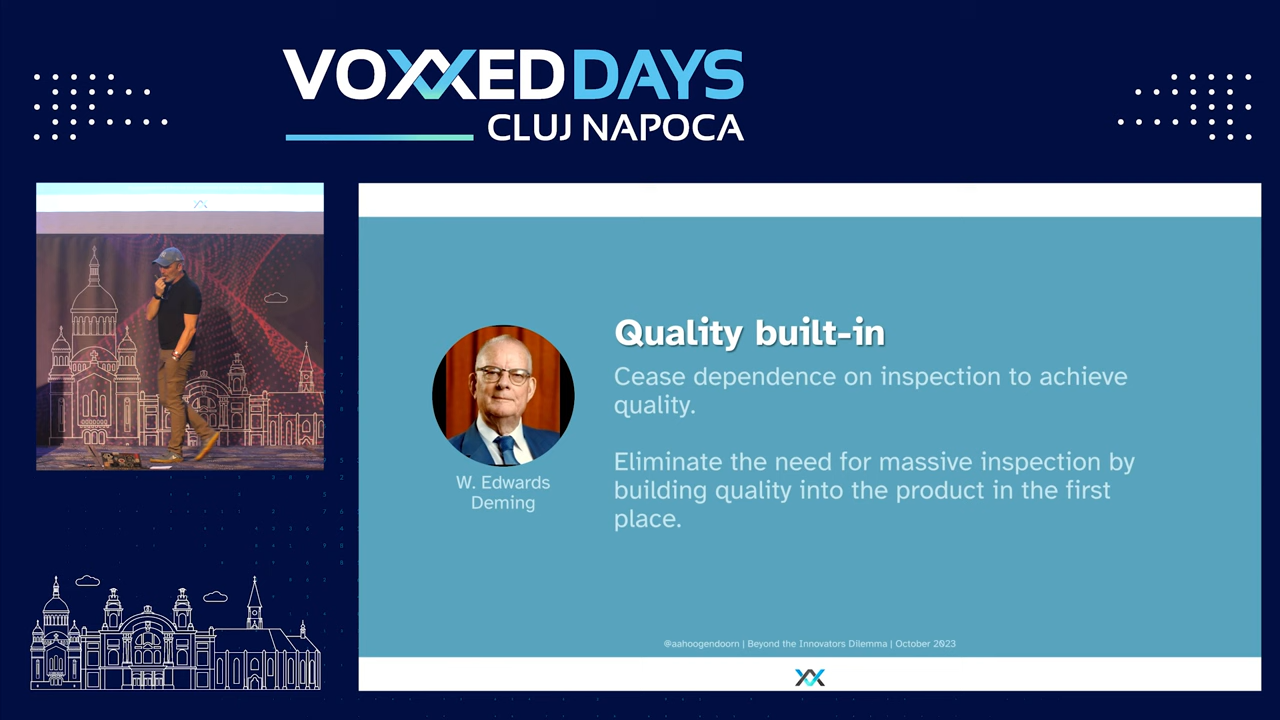 VOXXED DAYS
CLUJ NAPOCA
Quality built-in
Cease dependence on inspection to achieve
quality.
Eliminate the need for massive inspection by
building quality into the product in the first
place.
W. Edwards
Deming
@aahoogendoorn | Beyond the Innovators Dilemma | October 2023